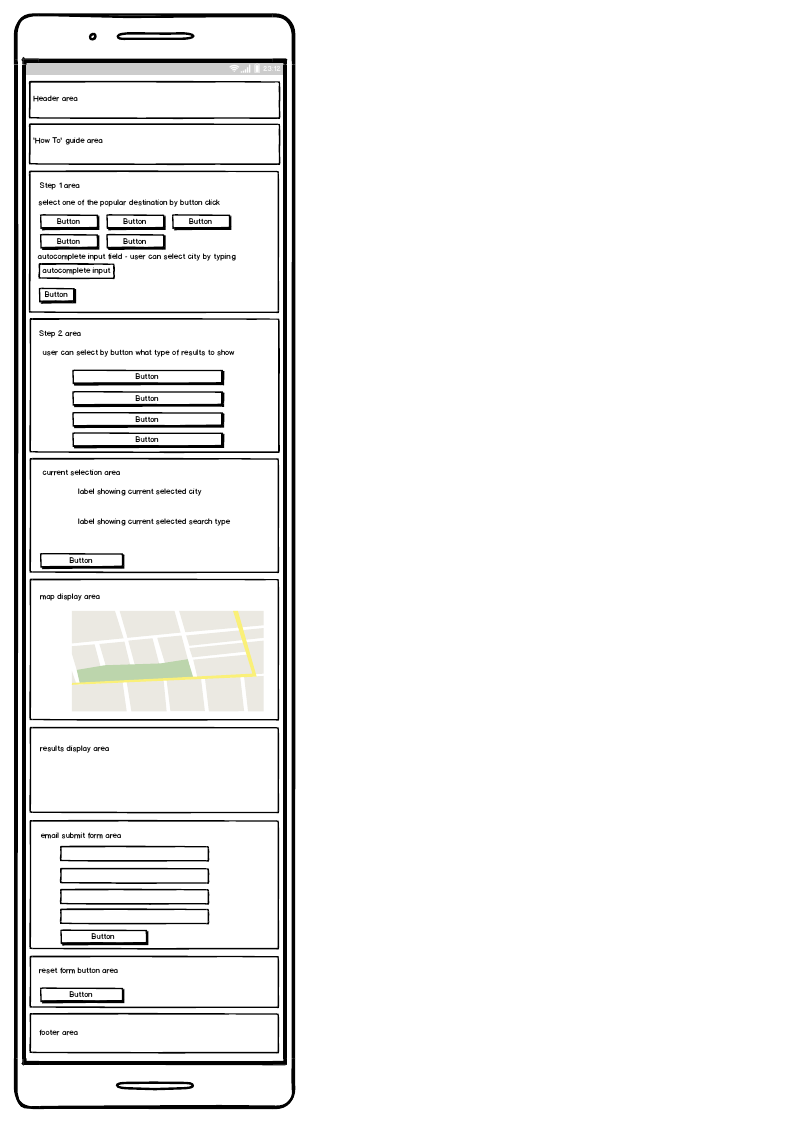 23:12
Header area
'How To' guide area
Step 1 area
select one of the popular destination by button click
Button Button Button
Button Button
autocomplete input field - user can select city by typing
autocomplete input
Button
Step 2 area
user can select by button what type of results to show
Button
Button
Button
Button
current selection area
label showing current selected city
label showing current selected search type
Button
map display area
results display area
email submit form area
Button
reset form button area
Button
footer area